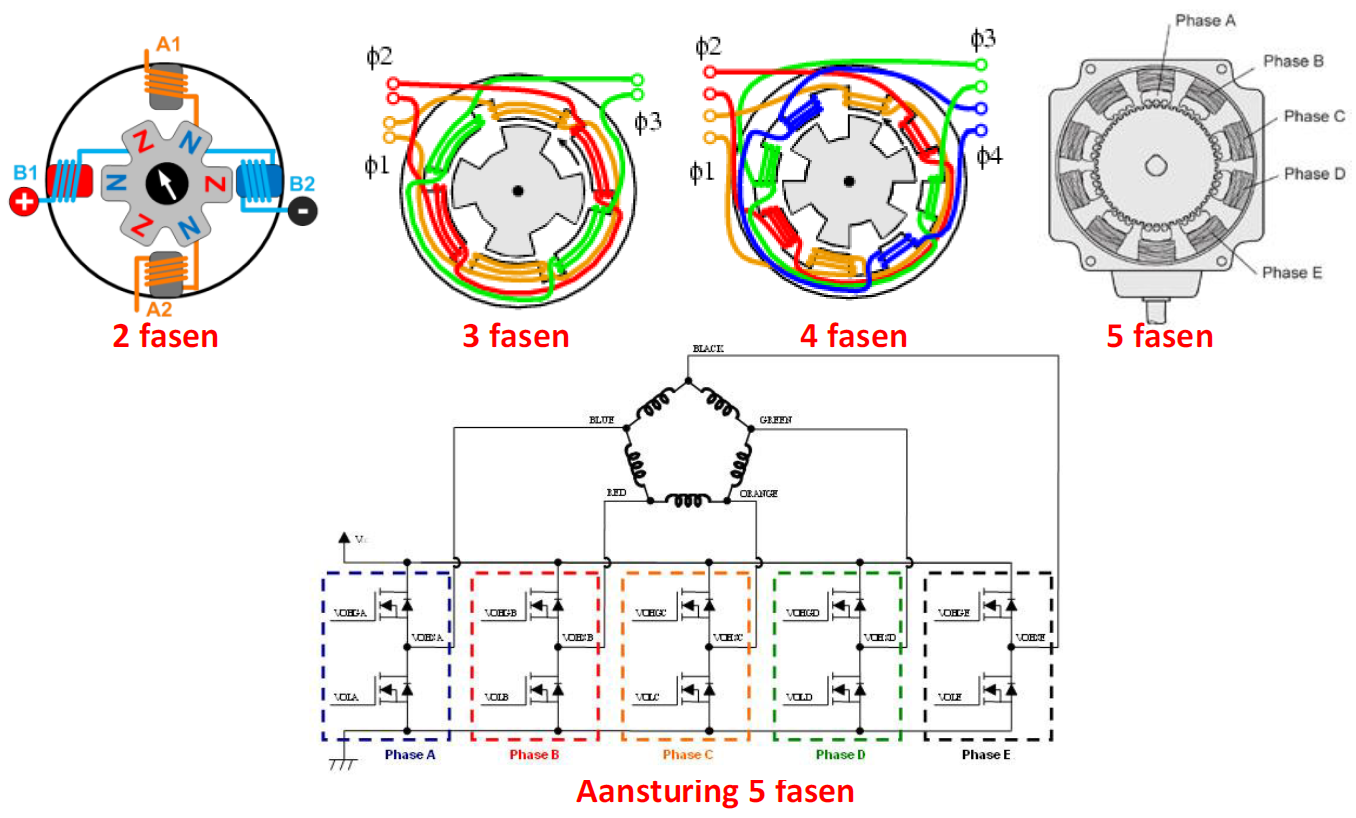 A1
Z
N
B1
N
Z
B2
+
-
Z
N
A2
2 fasen
ϕ2
ϕ3
ϕ1
3 fasen
ϕ2
ϕ3
ϕ1
ϕ4
4 fasen
Phase A
Phase B
Phase C
Phase D
Phase E
5 fasen
BLACK
BLUE
GREEN
RED
ORANGE
VOHGA
VOHSA
VOLA
Phase A
VOHGB
VOHSB
VOLB
Phase B
VOHGC
VOHSC
VOLC
Phase C
VOHGD
VOHSD
VOLD
Phase D
VOHGE
VOHSE
VOLE
Phase E
Aansturing 5 fasen